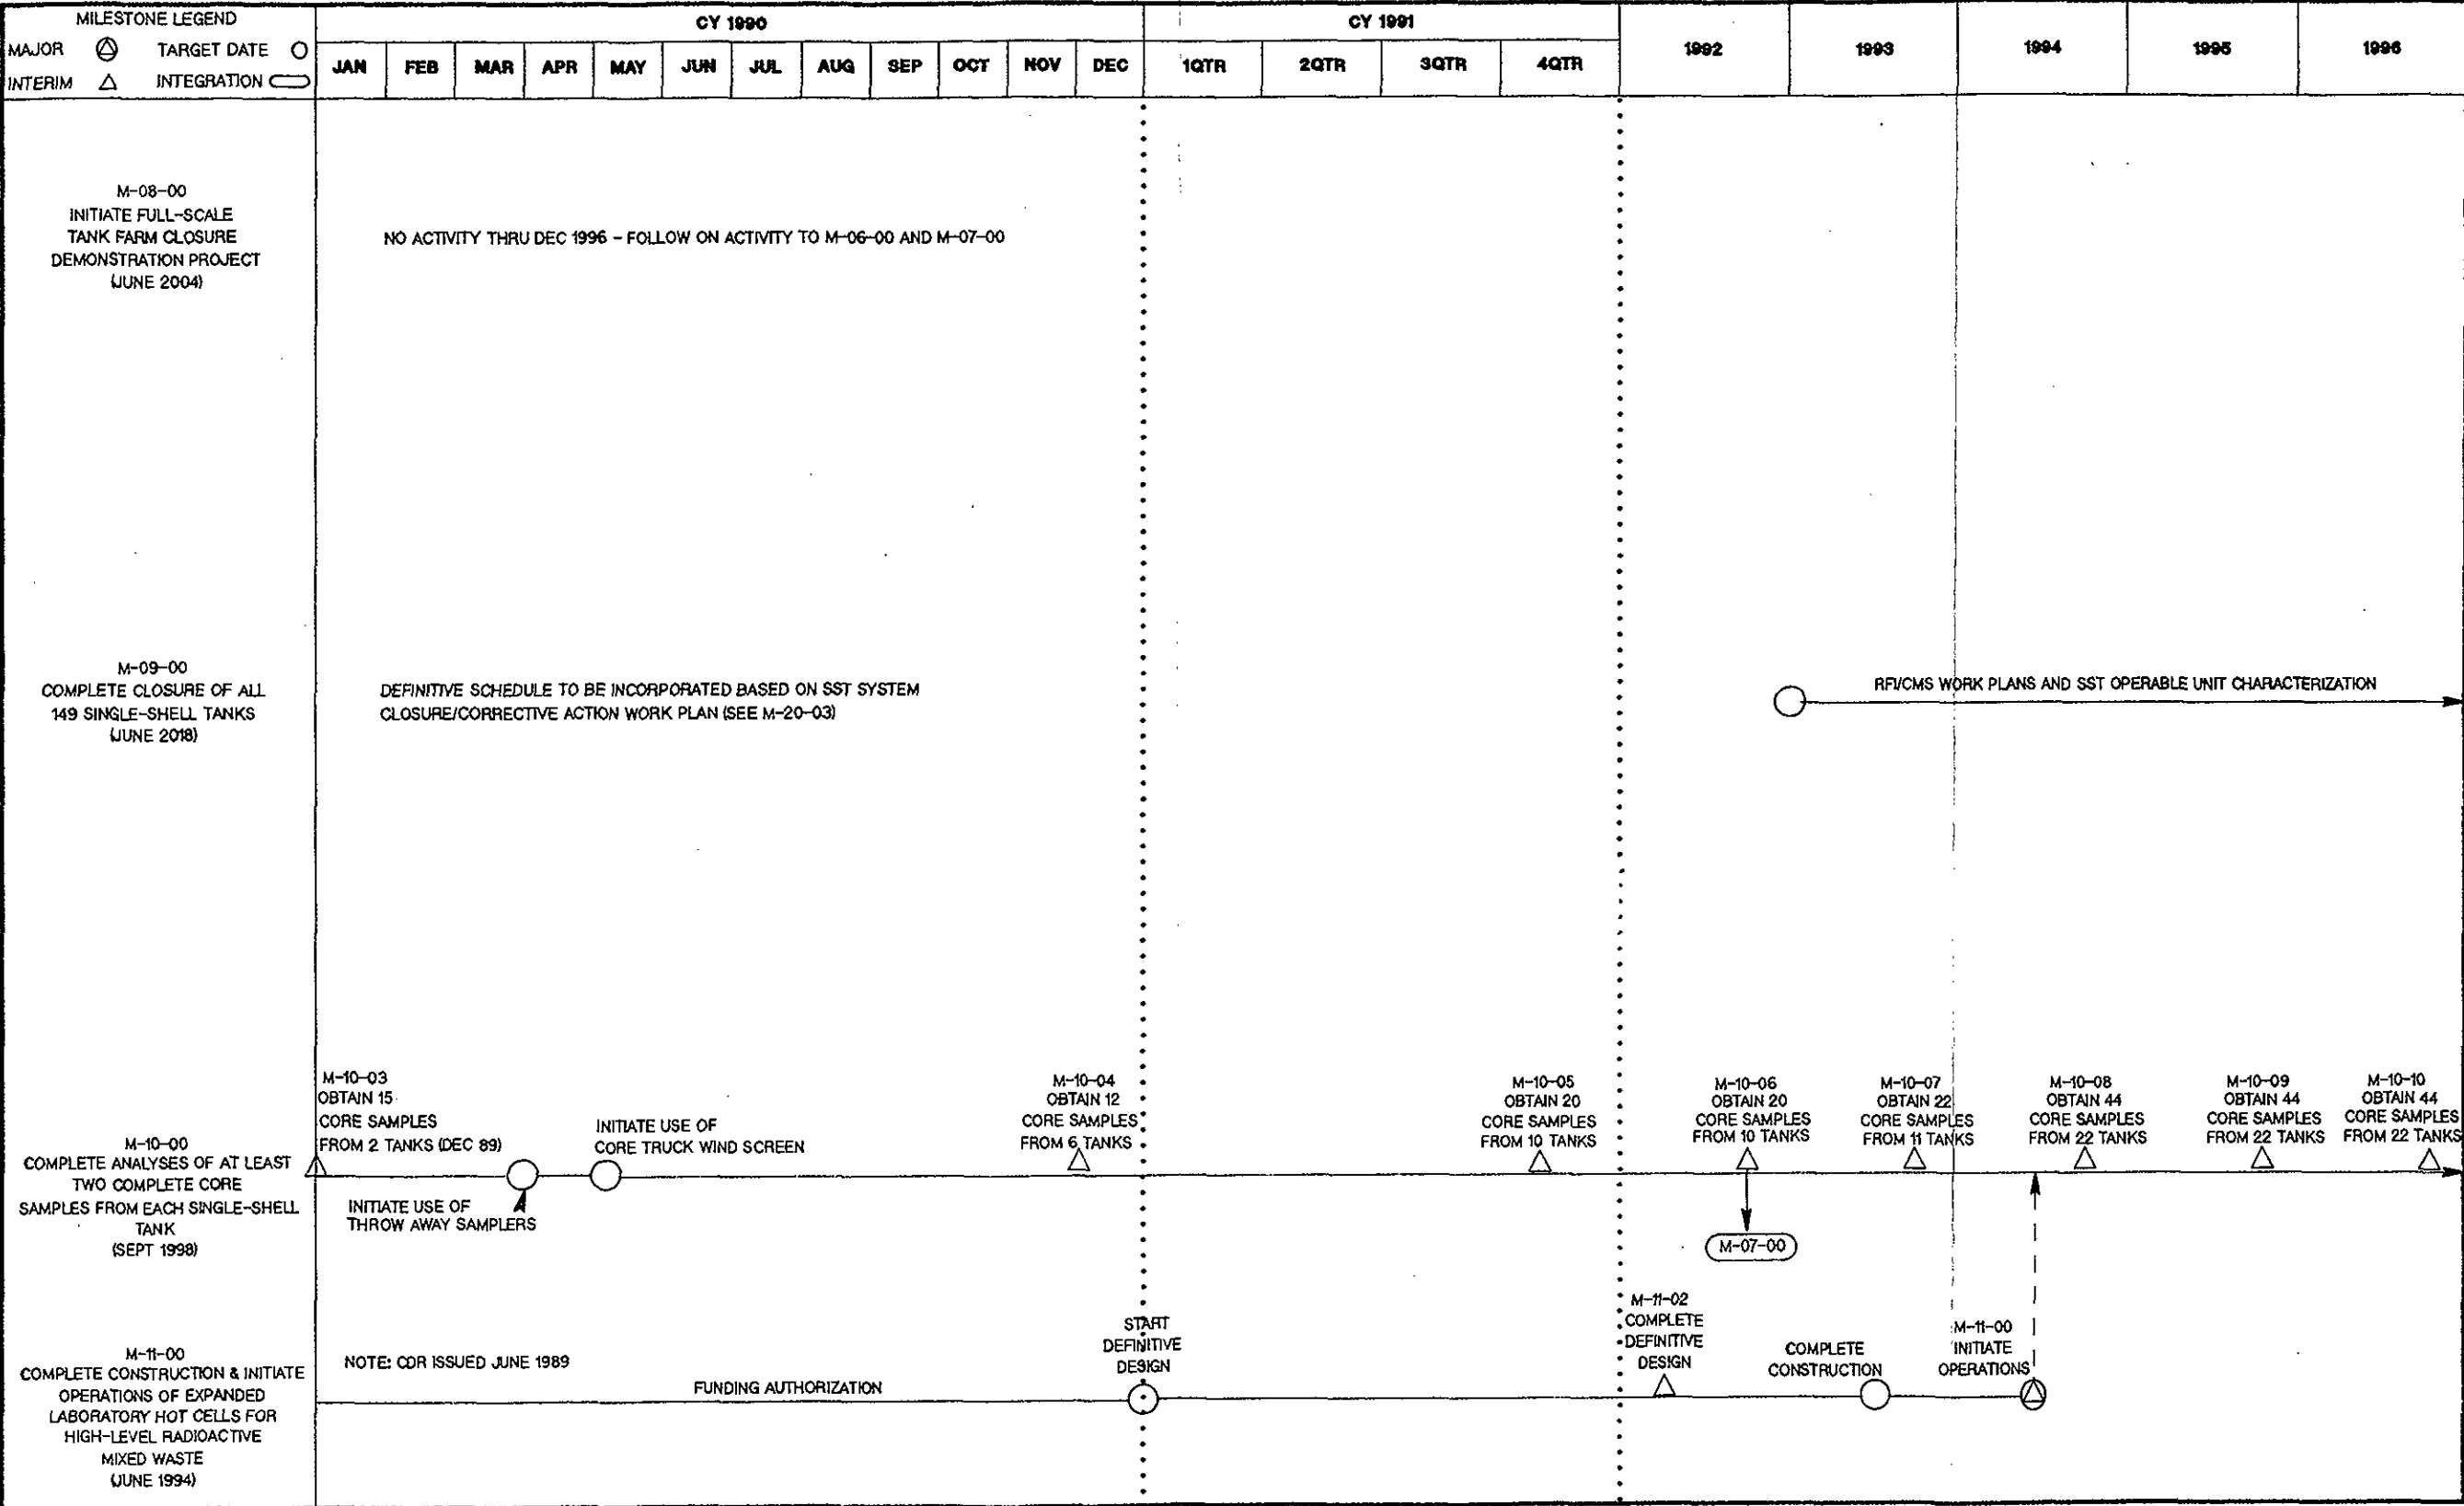 MILESTONE LEGEND
MAJOR TARGET DATE
INTERIM INTEGRATION
CY 1990
JAN FEB MAR APR MAY JUN JUL AUG SEP OCT NOV DEC
CY 1991
1QTR 2QTR 3QTR 4QTR
1992 1993 1994 1995 1996
M-08-00
INITIATE FULL-SCALE
TANK FARM CLOSURE
DEMONSTRATION PROJECT
(JUNE 2004)
NO ACTIVITY THRU DEC 1996 - FOLLOW ON ACTIVITY TO M-06-00 AND M-07-00
M-09-00
COMPLETE CLOSURE OF ALL
149 SINGLE-SHELL TANKS
(JUNE 2018)
DEFINITIVE SCHEDULE TO BE INCORPORATED BASED ON SST SYSTEM
CLOSURE/CORRECTIVE ACTION WORK PLAN (SEE M-20-03)
RFI/CMS WORK PLANS AND SST OPERABLE UNIT CHARACTERIZATION
M-10-00
COMPLETE ANALYSES OF AT LEAST
TWO COMPLETE CORE
SAMPLES FROM EACH SINGLE-SHELL
TANK
(SEPT 1998)
M-10-03
OBTAIN 15
CORE SAMPLES
FROM 2 TANKS (DEC 89)
INITIATE USE OF
THROW AWAY SAMPLERS
INITIATE USE OF
CORE TRUCK WIND SCREEN
M-10-04
OBTAIN 12
CORE SAMPLES
FROM 6 TANKS
M-10-05
OBTAIN 20
CORE SAMPLES
FROM 10 TANKS
M-10-06
OBTAIN 20
CORE SAMPLES
FROM 10 TANKS
M-07-00
M-10-07
OBTAIN 22
CORE SAMPLES
FROM 11 TANKS
M-10-08
OBTAIN 44
CORE SAMPLES
FROM 22 TANKS
M-10-09
OBTAIN 44
CORE SAMPLES
FROM 22 TANKS
M-10-10
OBTAIN 44
CORE SAMPLES
FROM 22 TANKS
M-11-00
COMPLETE CONSTRUCTION & INITIATE
OPERATIONS OF EXPANDED
LABORATORY HOT CELLS FOR
HIGH-LEVEL RADIOACTIVE
MIXED WASTE
(JUNE 1994)
NOTE: CDR ISSUED JUNE 1989
FUNDING AUTHORIZATION
START
DEFINITIVE
DESIGN
M-11-02
COMPLETE
DEFINITIVE
DESIGN
COMPLETE
CONSTRUCTION
M-11-00
INITIATE
OPERATIONS